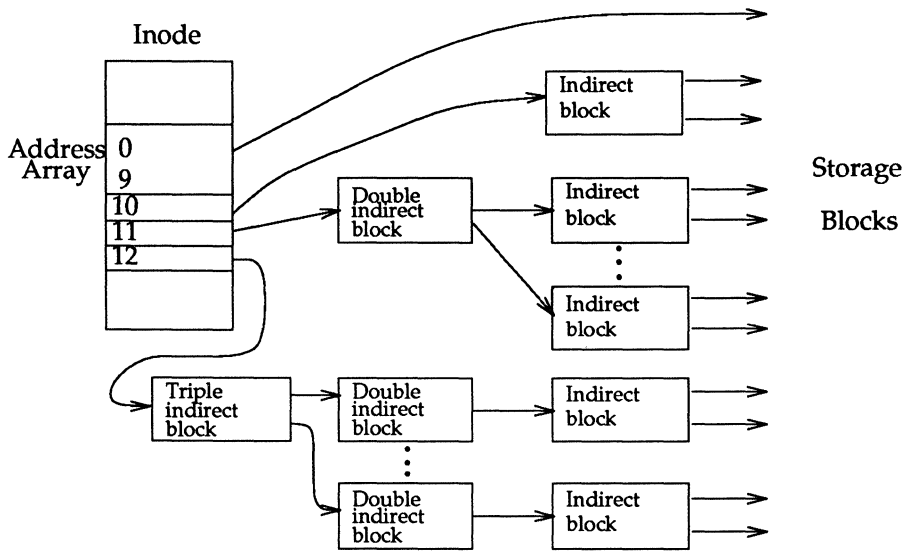 Inode
Address
Array
0
9
10
11
12
Indirect
block
Double
indirect
block
Indirect
block
Indirect
block
Storage
Blocks
Triple
indirect
block
Double
indirect
block
Indirect
block
Double
indirect
block
Indirect
block